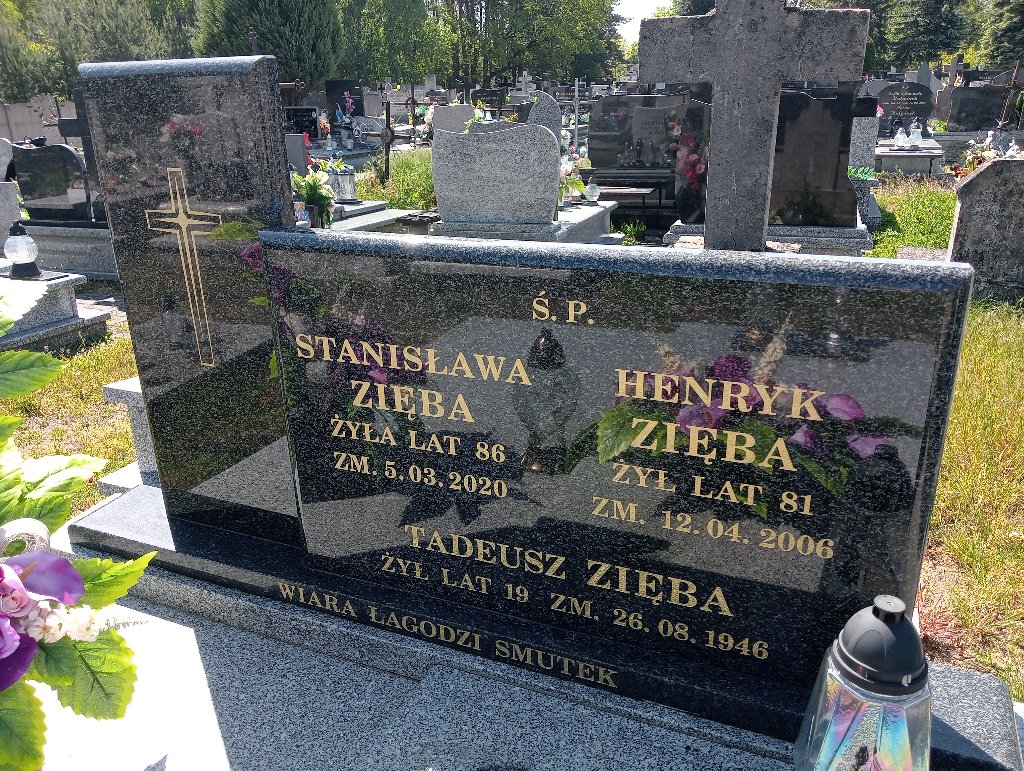 Ś. P.
STANISŁAWA
ZIĘBA
ŻYŁA LAT 86
ZM. 5.03.2020
HENRYK
ZIĘBA
ŻYŁ LAT 81
ZM. 12.04.2006
TADEUSZ ZIĘBA
ŻYŁ LAT 19 ZM. 26.08.1946
WIARA ŁAGODZI SMUTEK